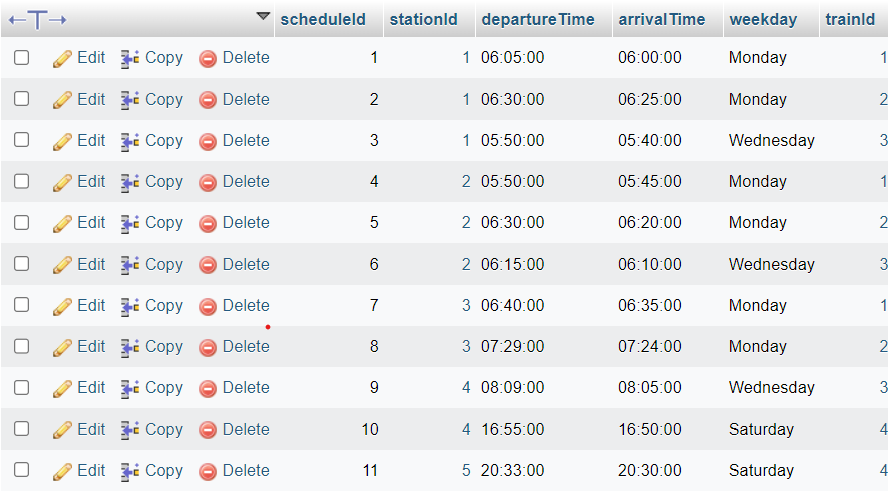 scheduleId stationId departureTime arrivalTime weekday trainId
Edit Copy Delete 1 1 06:05:00 06:00:00 Monday 1
Edit Copy Delete 2 1 06:30:00 06:25:00 Monday 2
Edit Copy Delete 3 1 05:50:00 05:40:00 Wednesday 3
Edit Copy Delete 4 2 05:50:00 05:45:00 Monday 1
Edit Copy Delete 5 2 06:30:00 06:20:00 Monday 2
Edit Copy Delete 6 2 06:15:00 06:10:00 Wednesday 3
Edit Copy Delete 7 3 06:40:00 06:35:00 Monday 1
Edit Copy Delete 8 3 07:29:00 07:24:00 Monday 2
Edit Copy Delete 9 4 08:09:00 08:05:00 Wednesday 3
Edit Copy Delete 10 4 16:55:00 16:50:00 Saturday 4
Edit Copy Delete 11 5 20:33:00 20:30:00 Saturday 4